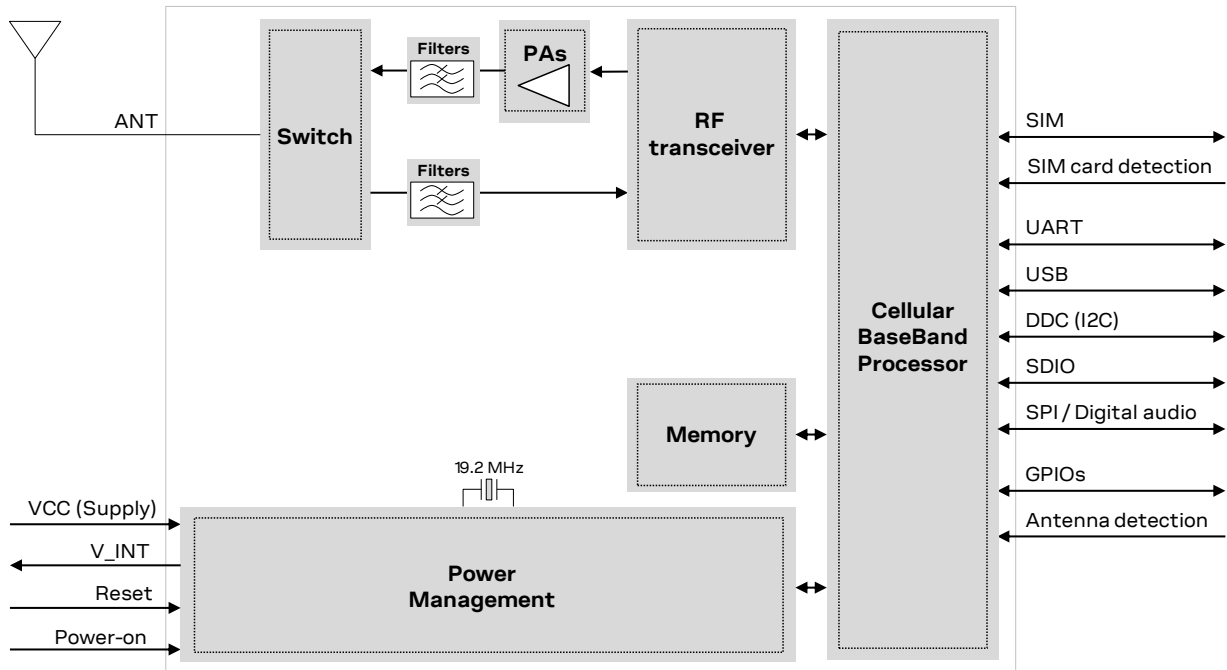 ANT
Switch
Filters
PAs
Filters
RF
transceiver
Cellular
BaseBand
Processor
SIM
SIM card detection
UART
USB
DDC (I2C)
SDIO
SPI / Digital audio
GPIOs
Antenna detection
Memory
19.2 MHz
VCC (Supply)
V_INT
Reset
Power-on
Power
Management